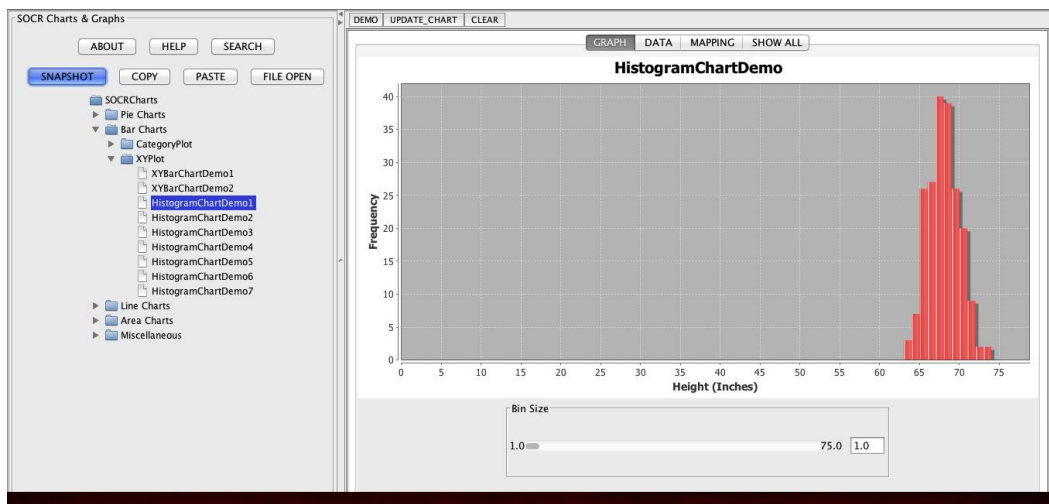 SOCR Charts & Graphs
ABOUT HELP SEARCH
SNAPSHOT COPY PASTE FILE OPEN
SOCRCharts
Pie Charts
Bar Charts
CategoryPlot
XYPlot
XYBarChartDemo1
XYBarChartDemo2
HistogramChartDemo1
HistogramChartDemo2
HistogramChartDemo3
HistogramChartDemo4
HistogramChartDemo5
HistogramChartDemo6
HistogramChartDemo7
Line Charts
Area Charts
Miscellaneous
DEMO UPDATE_CHART CLEAR
GRAPH DATA MAPPING SHOW ALL
HistogramChartDemo
Frequency
40
35
30
25
20
15
10
5
0
0 5 10 15 20 25 30 35 40 45 50 55 60 65 70 75
Height (Inches)
Bin Size
1.0 75.0 1.0